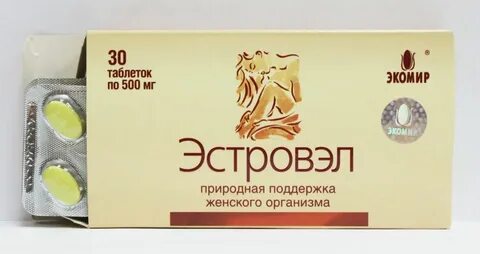 30
таблеток
по 500 мг
ЭКОМИР
®
ЭКОМИР
Эстровэл
природная поддержка
женского организма